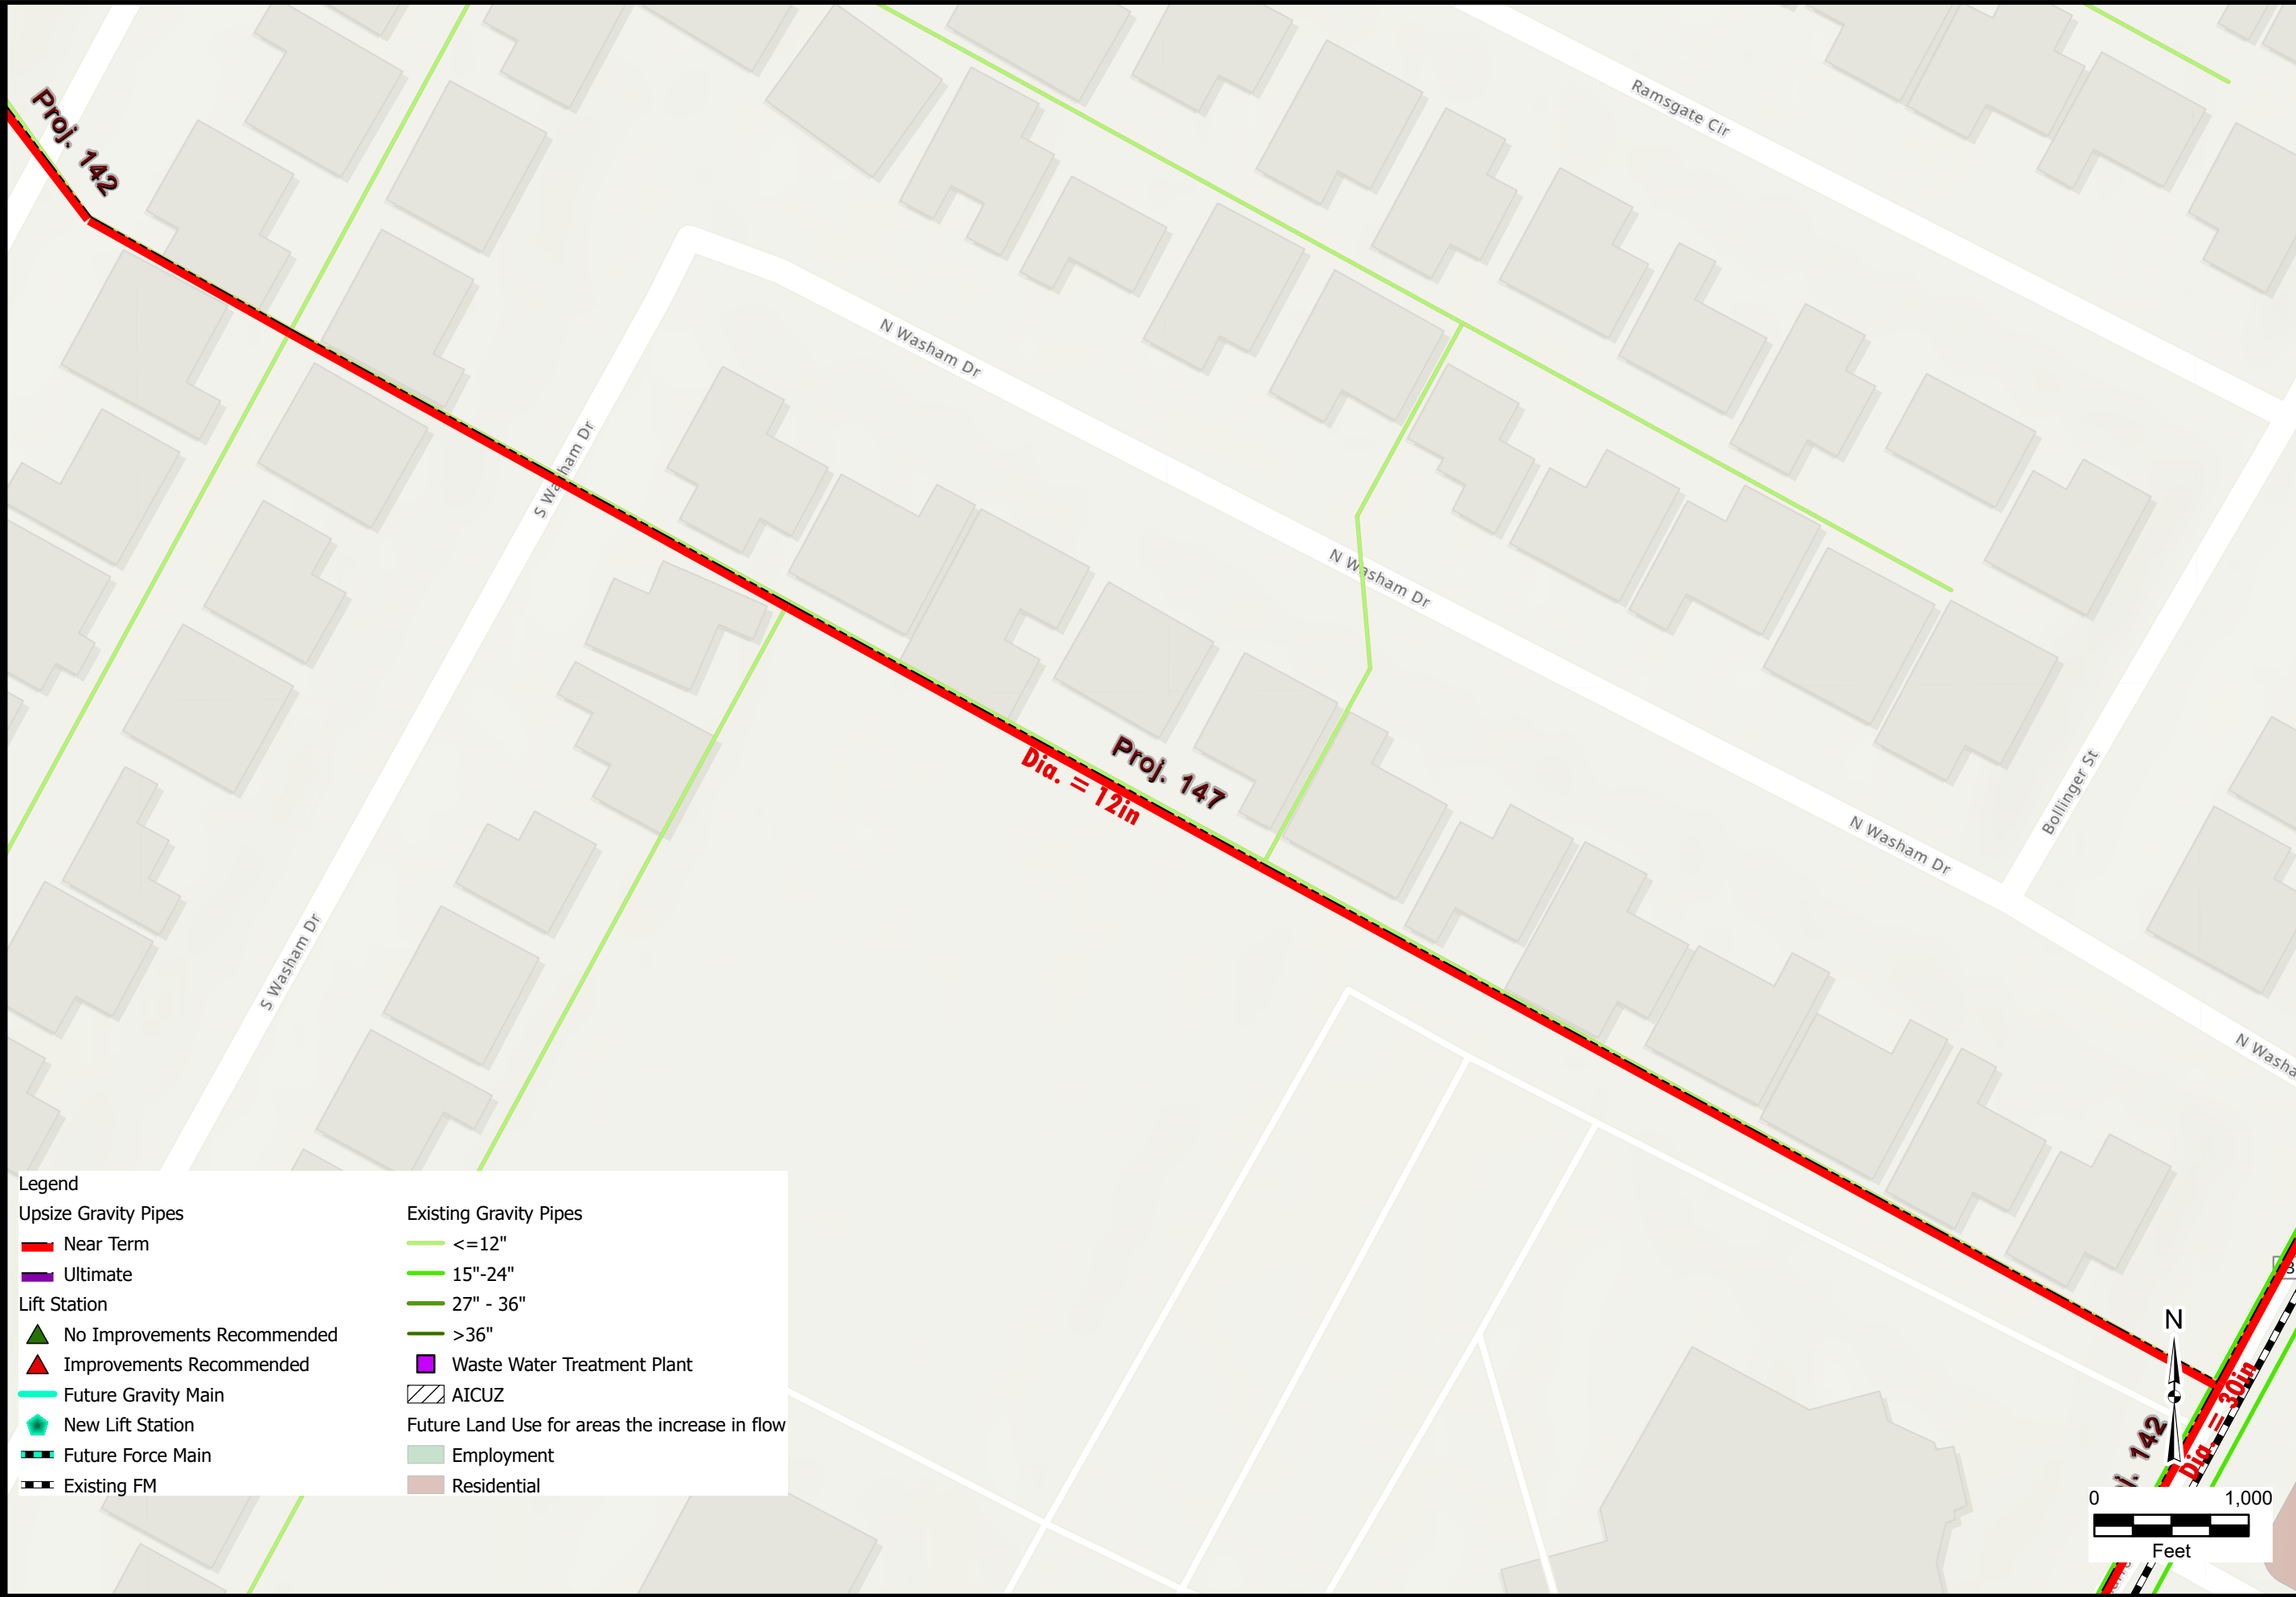 Ramsgate Cir
Proj. 142
N Washam Dr
S Washam Dr
N Washam Dr
Proj. 147
Dia. = 12in
Bollinger St
N Washam Dr
S Washam Dr
N
Dia. = 30in
142
0 1,000
Feet
Legend
Upsize Gravity Pipes
Near Term
Ultimate
Lift Station
No Improvements Recommended
Improvements Recommended
Future Gravity Main
New Lift Station
Future Force Main
Existing FM
Existing Gravity Pipes
<=12"
15"-24"
27" - 36"
>36"
Waste Water Treatment Plant
AICUZ
Future Land Use for areas the increase in flow
Employment
Residential